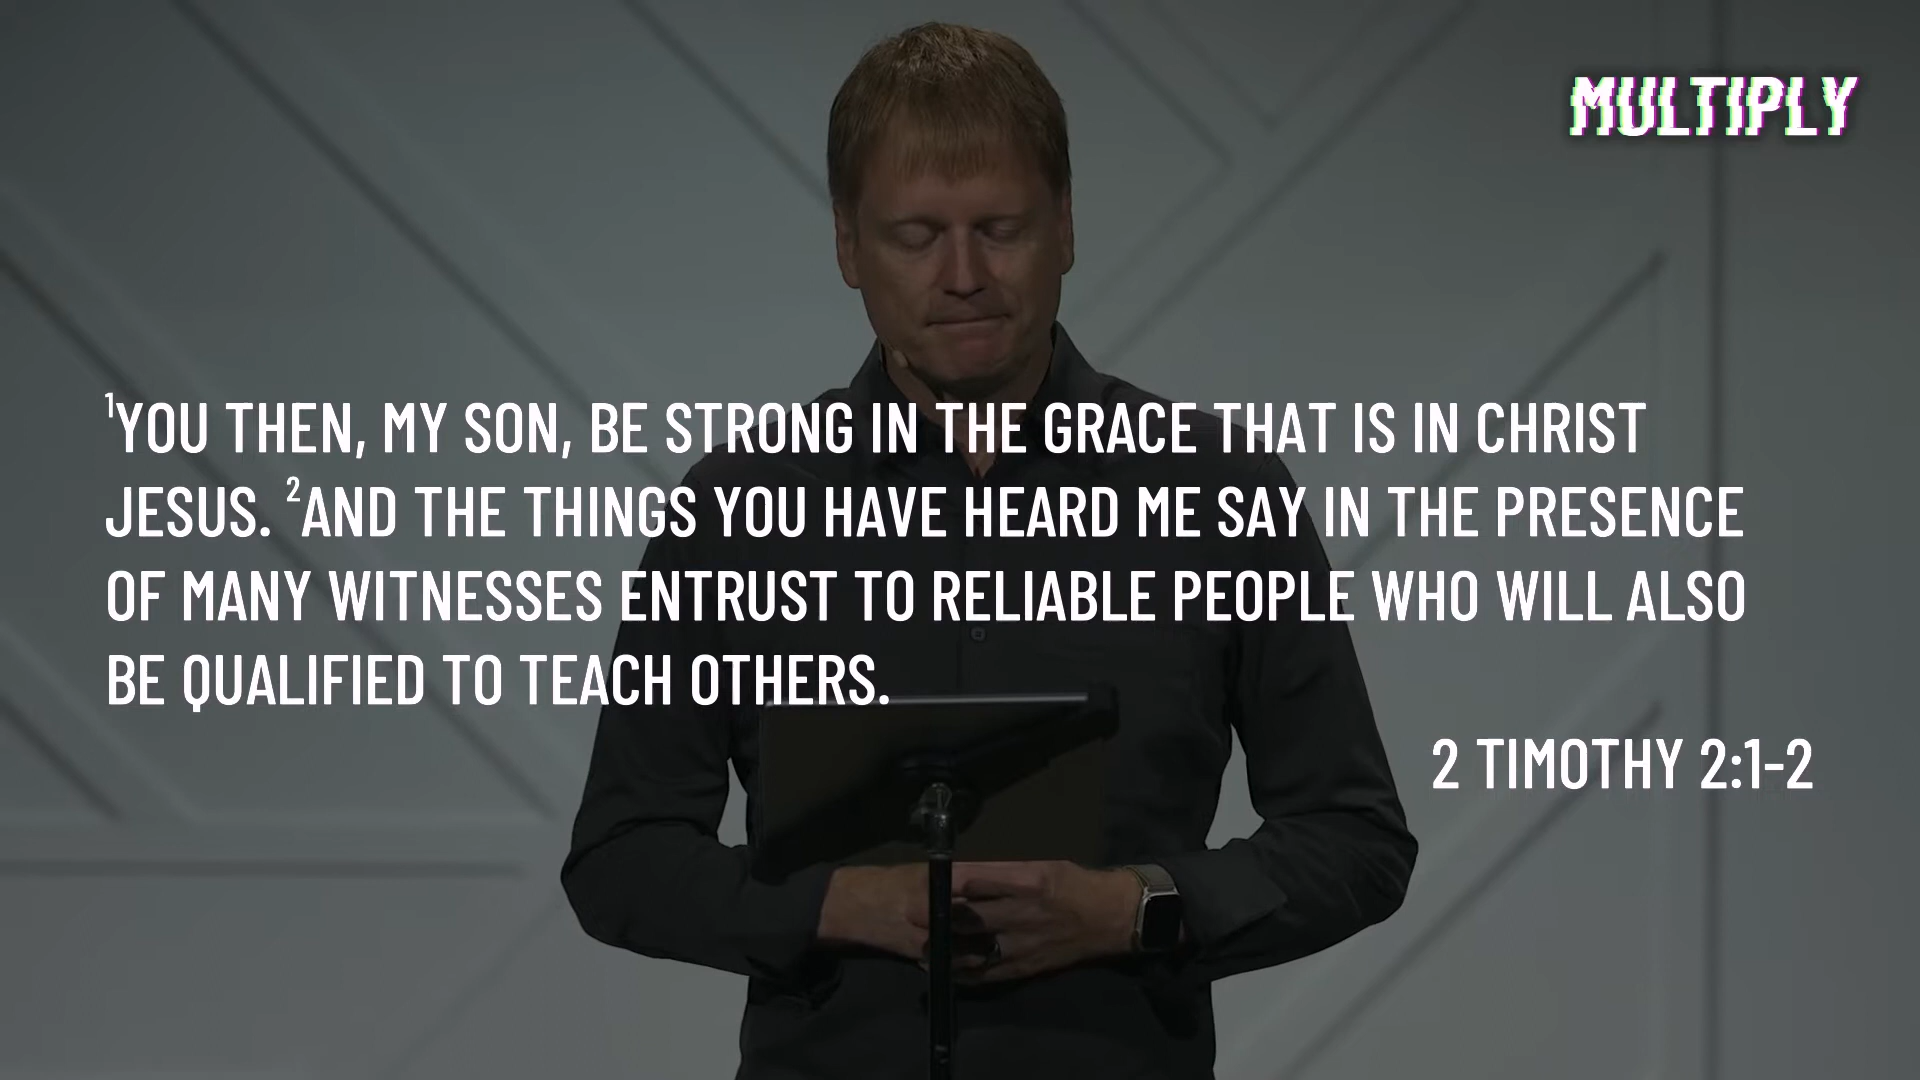 MULTIPLY
¹YOU THEN, MY SON, BE STRONG IN THE GRACE THAT IS IN CHRIST
JESUS. ²AND THE THINGS YOU HAVE HEARD ME SAY IN THE PRESENCE
OF MANY WITNESSES ENTRUST TO RELIABLE PEOPLE WHO WILL ALSO
BE QUALIFIED TO TEACH OTHERS.
2 TIMOTHY 2:1-2